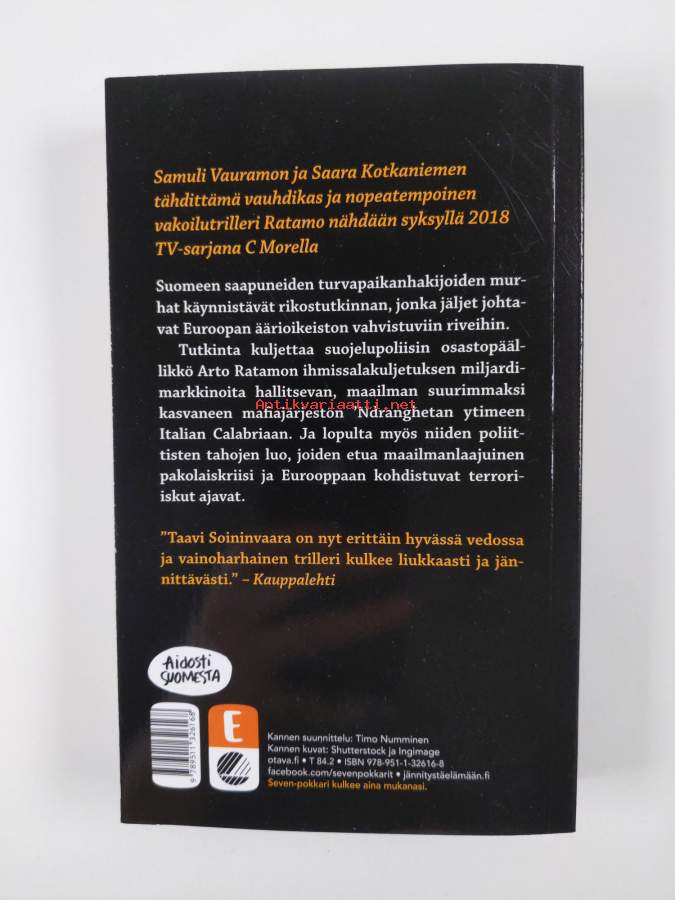 Samuli Vauramon ja Saara Kotkaniemen
tähdittämä vauhdikas ja nopeatempoinen
vakoilutrilleri Ratamo nähdään syksyllä 2018
TV-sarjana C Morella
Suomeen saapuneiden turvapaikanhakijoiden mur-
hat käynnistävät rikostutkinnan, jonka jäljet johta-
vat Euroopan äärioikeiston vahvistuviin riveihin.
Tutkinta kuljettaa suojelupoliisin osastopääl-
likkö Arto Ratamon ihmissalakuljetuksen miljardi-
markkinoita hallitsevan, maailman suurimmaksi
Antikvariaatti.net
kasvaneen mafiajärjestön 'Ndranghetan ytimeen
Italian Calabriaan. Ja lopulta myös niiden poliit-
tisten tahojen luo, joiden etua maailmanlaajuinen
pakolaiskriisi ja Eurooppaan kohdistuvat terrori-
iskut ajavat.
”Taavi Soininvaara on nyt erittäin hyvässä vedossa
ja vainoharhainen trilleri kulkee liukkaasti ja jän-
nittävästi.” – Kauppalehti
Aidosti
SUOMESTA
9789511326168
E
Kannen suunnittelu: Timo Numminen
Kannen kuvat: Shutterstock ja Ingimage
otava.fi • T 84.2 • ISBN 978-951-1-32616-8
facebook.com/sevenpokkarit • jännitystäelämään.fi
Seven-pokkari kulkee aina mukanasi.